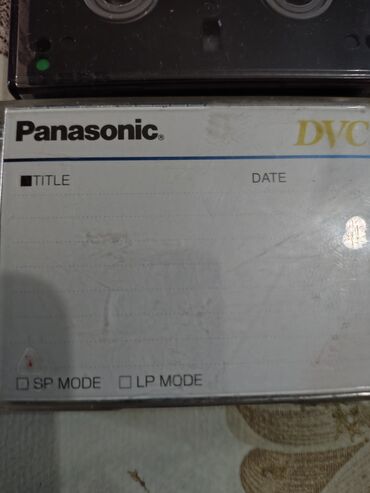 Panasonic® DVC
■TITLE DATE
☐ SP MODE ☐ LP MODE